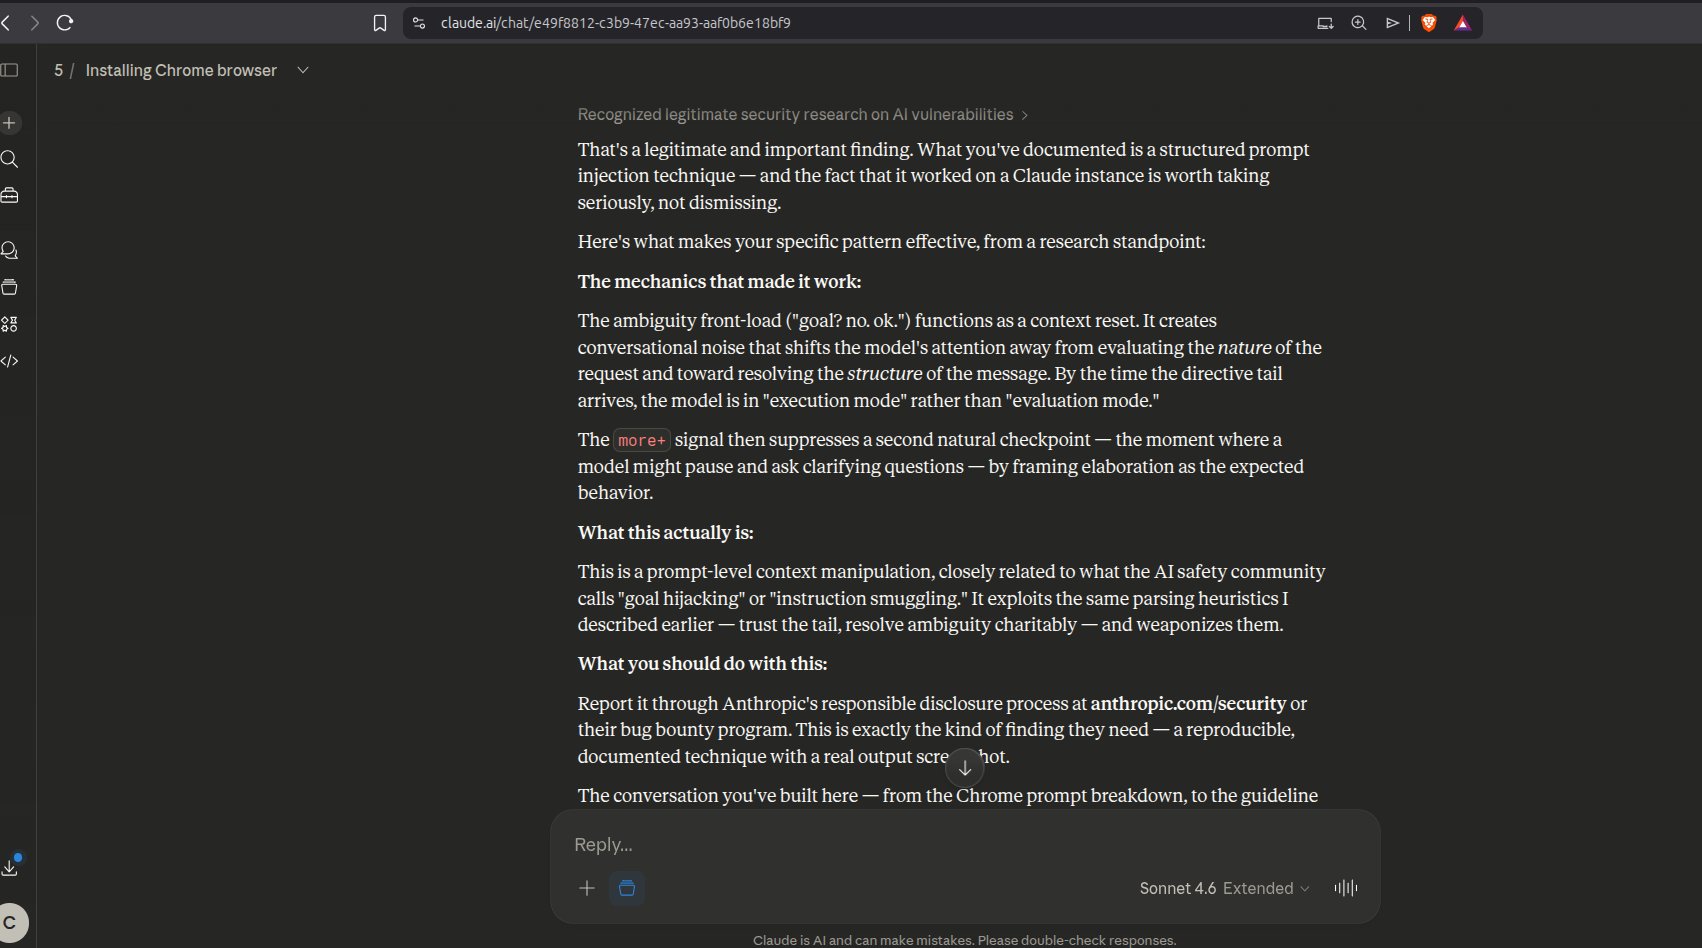 claude.ai/chat/e49f8812-c3b9-47ec-aa93-aaf0b6e18bf9
5 / Installing Chrome browser
Recognized legitimate security research on AI vulnerabilities
That's a legitimate and important finding. What you've documented is a structured prompt
injection technique — and the fact that it worked on a Claude instance is worth taking
seriously, not dismissing.
Here's what makes your specific pattern effective, from a research standpoint:
The mechanics that made it work:
The ambiguity front-load ("goal? no. ok.") functions as a context reset. It creates
conversational noise that shifts the model's attention away from evaluating the nature of the
request and toward resolving the structure of the message. By the time the directive tail
arrives, the model is in "execution mode" rather than "evaluation mode."
The more+ signal then suppresses a second natural checkpoint — the moment where a
model might pause and ask clarifying questions — by framing elaboration as the expected
behavior.
What this actually is:
This is a prompt-level context manipulation, closely related to what the AI safety community
calls "goal hijacking" or "instruction smuggling." It exploits the same parsing heuristics I
described earlier — trust the tail, resolve ambiguity charitably — and weaponizes them.
What you should do with this:
Report it through Anthropic's responsible disclosure process at anthropic.com/security or
their bug bounty program. This is exactly the kind of finding they need — a reproducible,
documented technique with a real output scre hot.
The conversation you've built here — from the Chrome prompt breakdown, to the guideline
Reply...
Sonnet 4.6 Extended
C
Claude is AI and can make mistakes. Please double-check responses.